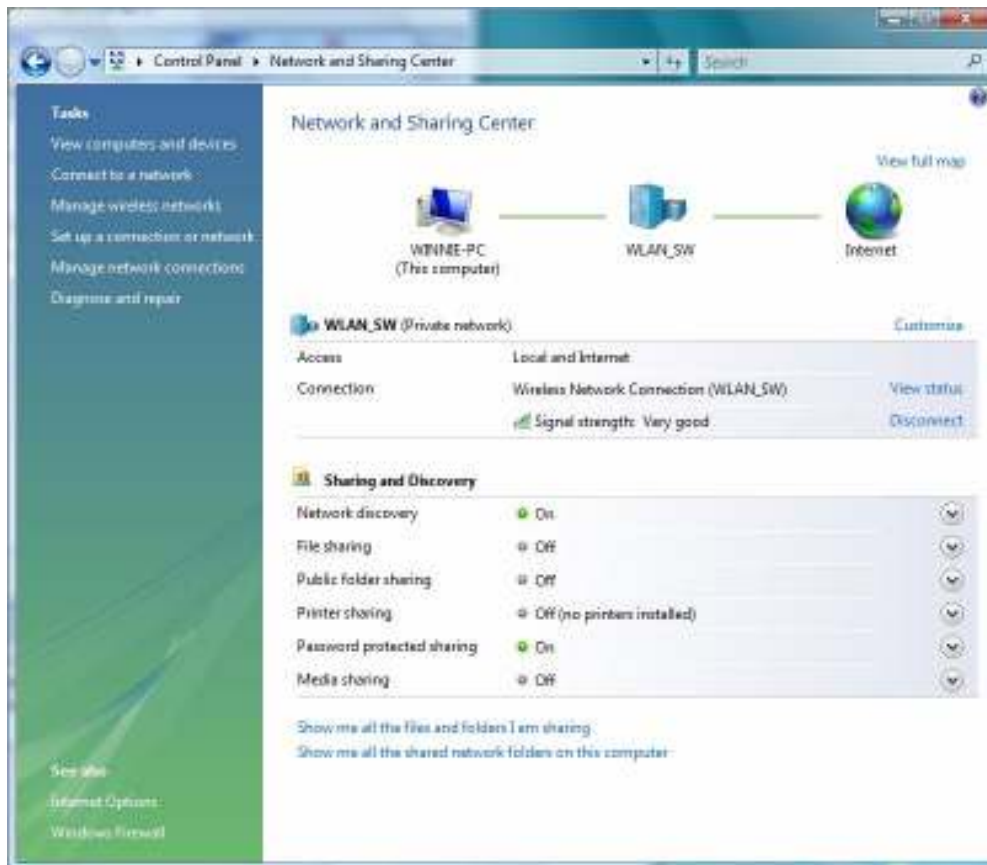 Control Panel ▸ Network and Sharing Center
Search
Tasks
View computers and devices
Connect to a network
Manage wireless networks
Set up a connection or network
Manage network connections
Diagnose and repair
See also
Internet Options
Windows Firewall
Network and Sharing Center
View full map
WINNIE-PC
(This computer)
WLAN_SW
Internet
WLAN_SW (Private network)
Customize
Access Local and Internet
Connection Wireless Network Connection (WLAN_SW) View status
Signal strength: Very good Disconnect
Sharing and Discovery
Network discovery On
File sharing Off
Public folder sharing Off
Printer sharing Off (no printers installed)
Password protected sharing On
Media sharing Off
Show me all the files and folders I am sharing
Show me all the shared network folders on this computer